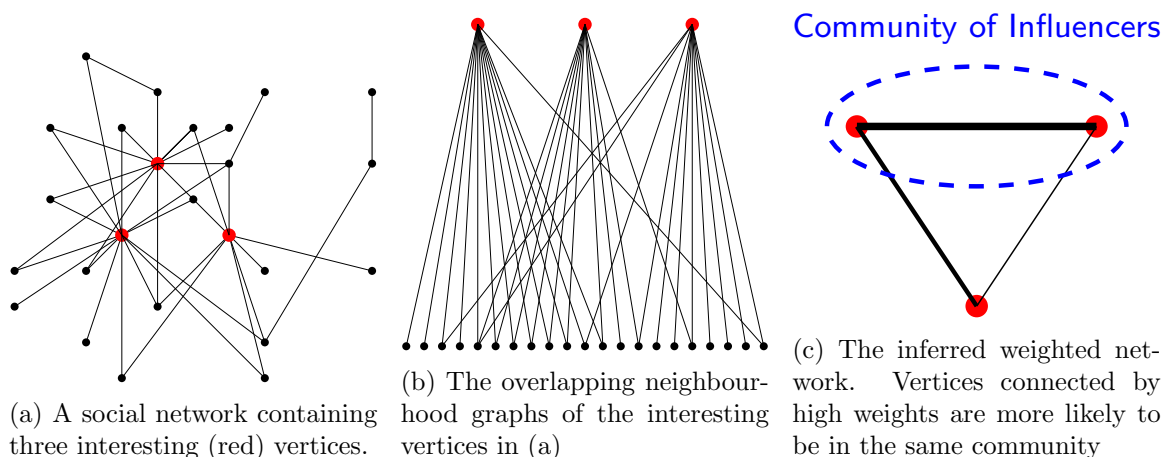 Community of Influencers
(a) A social network containing
three interesting (red) vertices.
(b) The overlapping neighbour-
hood graphs of the interesting
vertices in (a)
(c) The inferred weighted net-
work. Vertices connected by
high weights are more likely to
be in the same community